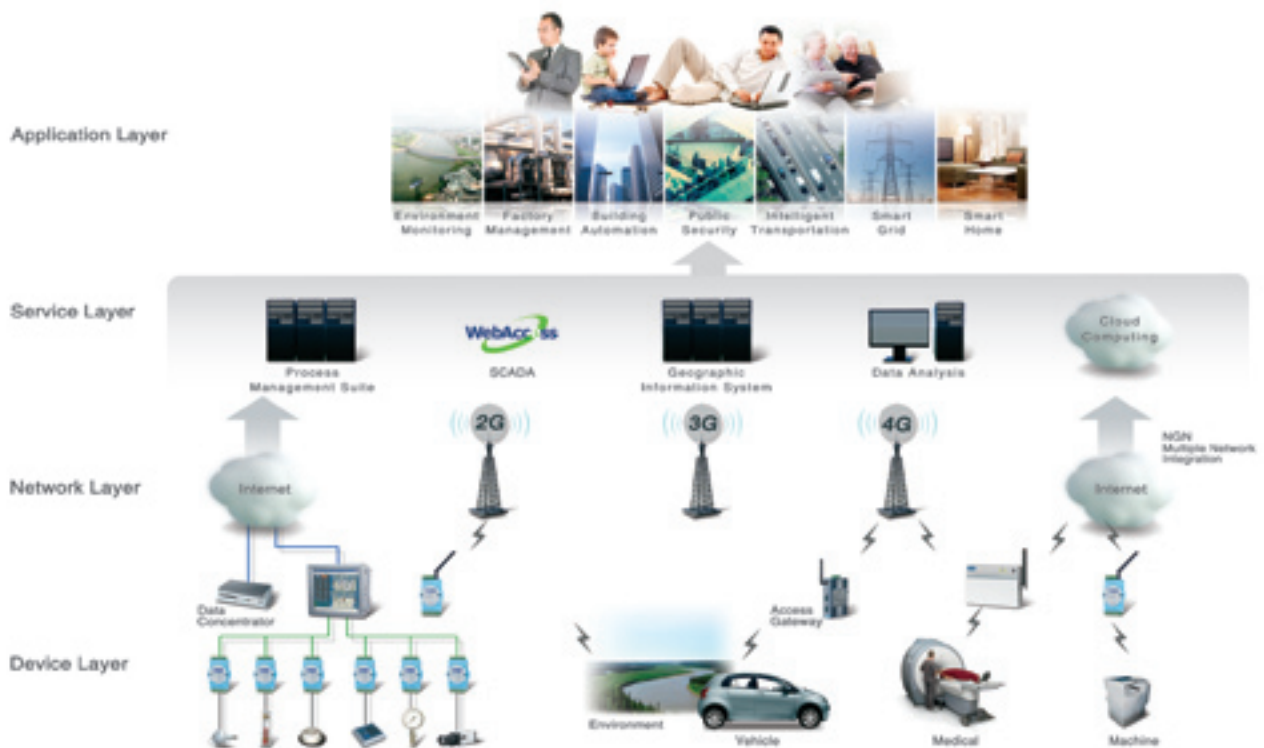 Application Layer
Environment
Monitoring
Factory
Management
Building
Automation
Public
Security
Intelligent
Transportation
Smart
Grid
Smart
Home
Service Layer
Process
Management Suite
WebAccess
SCADA
Geographic
Information System
Data Analysis
Cloud
Computing
2G
3G
4G
NGN
Multiple Network
Integration
Network Layer
Internet
Internet
Data
Concentrator
Access
Gateway
Device Layer
Environment
Vehicle
Medical
Machine